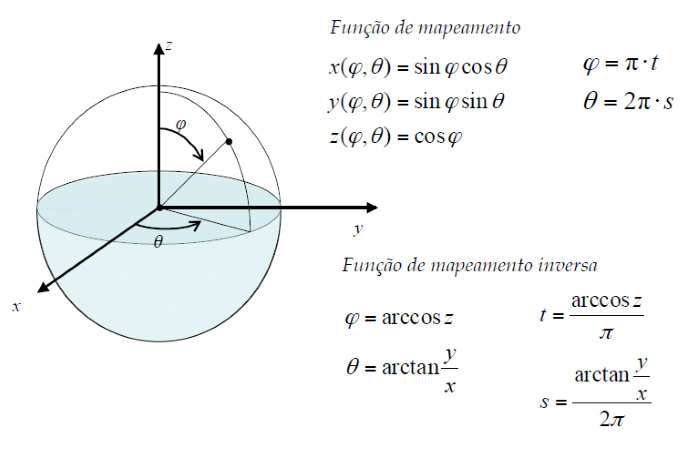 z
φ
θ
y
x
Função de mapeamento
x(φ,θ) = sin φ cos θ
y(φ,θ) = sin φ sin θ
z(φ,θ) = cos φ
φ = π · t
θ = 2π · s
Função de mapeamento inversa
φ = arccos z
θ = arctan y/x
t = arccos z / π
s = arctan y/x / 2π